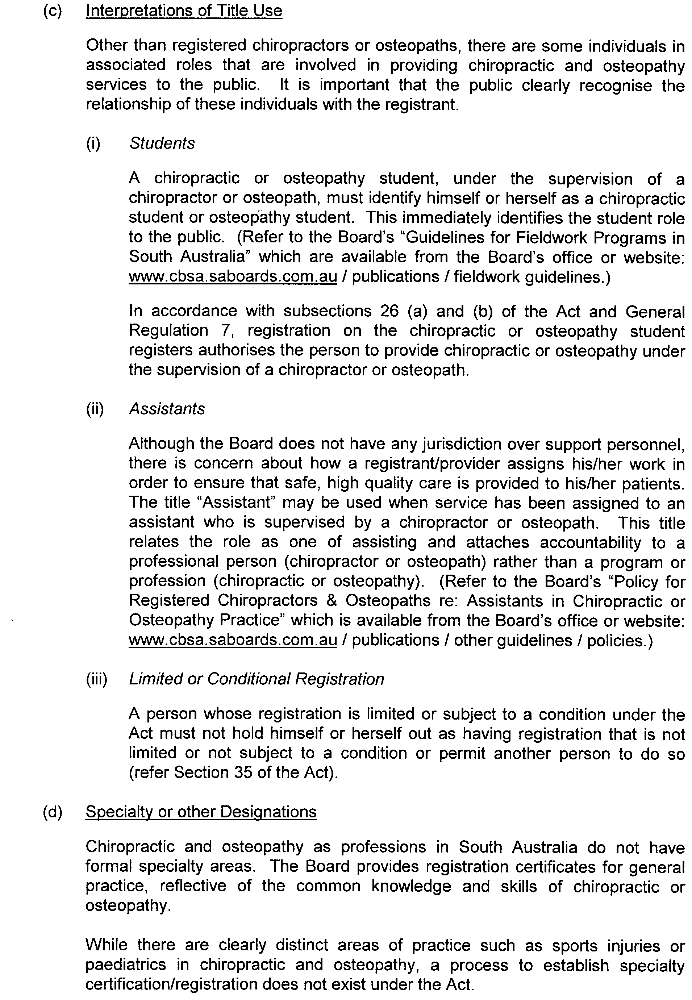 (c) Interpretations of Title Use
Other than registered chiropractors or osteopaths, there are some individuals in
associated roles that are involved in providing chiropractic and osteopathy
services to the public. It is important that the public clearly recognise the
relationship of these individuals with the registrant.
(i) Students
A chiropractic or osteopathy student, under the supervision of a
chiropractor or osteopath, must identify himself or herself as a chiropractic
student or osteopathy student. This immediately identifies the student role
to the public. (Refer to the Board's “Guidelines for Fieldwork Programs in
South Australia” which are available from the Board's office or website:
www.cbsa.saboards.com.au / publications / fieldwork guidelines.)
In accordance with subsections 26 (a) and (b) of the Act and General
Regulation 7, registration on the chiropractic or osteopathy student
registers authorises the person to provide chiropractic or osteopathy under
the supervision of a chiropractor or osteopath.
(ii) Assistants
Although the Board does not have any jurisdiction over support personnel,
there is concern about how a registrant/provider assigns his/her work in
order to ensure that safe, high quality care is provided to his/her patients.
The title “Assistant” may be used when service has been assigned to an
assistant who is supervised by a chiropractor or osteopath. This title
relates the role as one of assisting and attaches accountability to a
professional person (chiropractor or osteopath) rather than a program or
profession (chiropractic or osteopathy). (Refer to the Board's “Policy for
Registered Chiropractors & Osteopaths re: Assistants in Chiropractic or
Osteopathy Practice” which is available from the Board's office or website:
www.cbsa.saboards.com.au / publications / other guidelines / policies.)
(iii) Limited or Conditional Registration
A person whose registration is limited or subject to a condition under the
Act must not hold himself or herself out as having registration that is not
limited or not subject to a condition or permit another person to do so
(refer Section 35 of the Act).
(d) Specialty or other Designations
Chiropractic and osteopathy as professions in South Australia do not have
formal specialty areas. The Board provides registration certificates for general
practice, reflective of the common knowledge and skills of chiropractic or
osteopathy.
While there are clearly distinct areas of practice such as sports injuries or
paediatrics in chiropractic and osteopathy, a process to establish specialty
certification/registration does not exist under the Act.